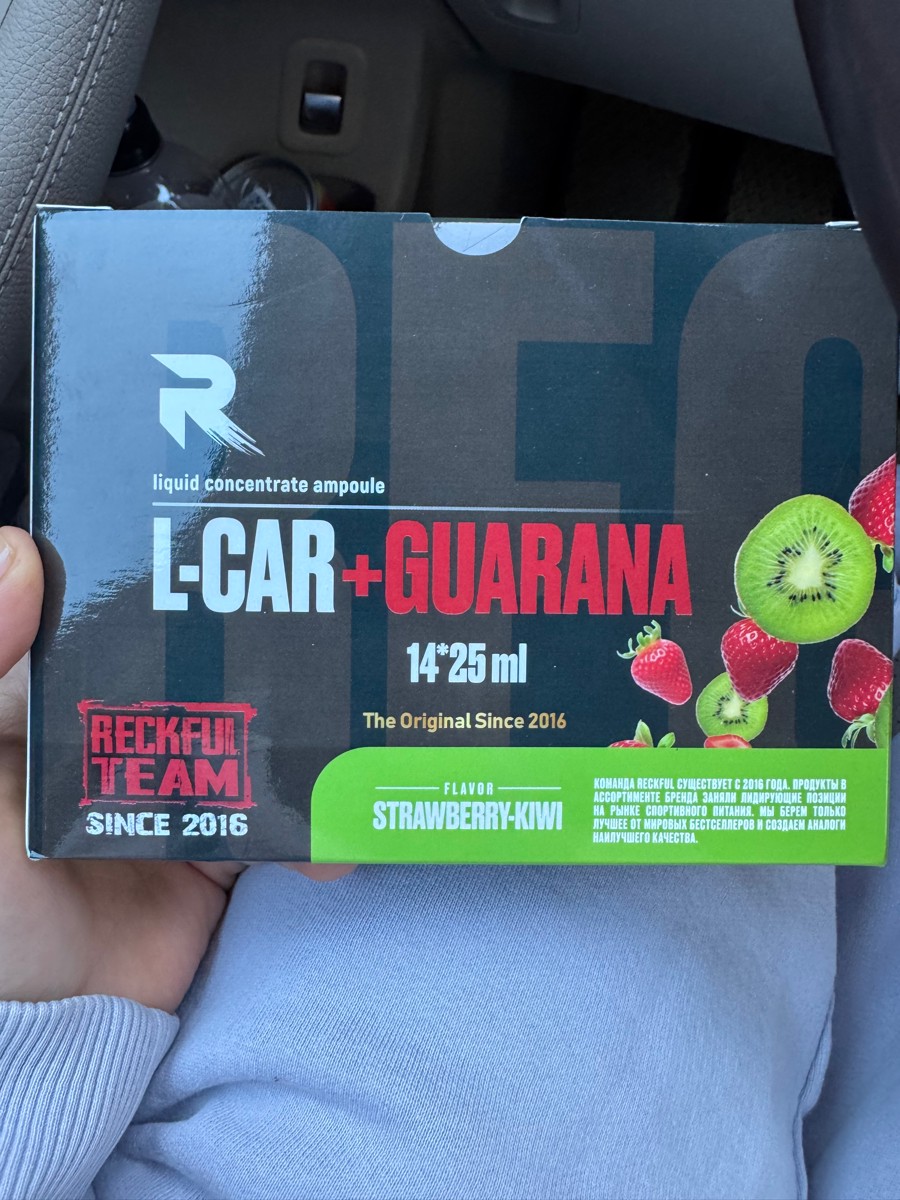 liquid concentrate ampoule
L-CAR+GUARANA
14*25 ml
The Original Since 2016
RECKFUL
TEAM
SINCE 2016
FLAVOR
STRAWBERRY-KIWI
КОМАНДА RECKFUL СУЩЕСТВУЕТ С 2016 ГОДА. ПРОДУКТЫ В
АССОРТИМЕНТЕ БРЕНДА ЗАНЯЛИ ЛИДИРУЮЩИЕ ПОЗИЦИИ
НА РЫНКЕ СПОРТИВНОГО ПИТАНИЯ. МЫ БЕРЕМ ТОЛЬКО
ЛУЧШЕЕ ОТ МИРОВЫХ БЕСТСЕЛЛЕРОВ И СОЗДАЕМ АНАЛОГИ
НАИЛУЧШЕГО КАЧЕСТВА.